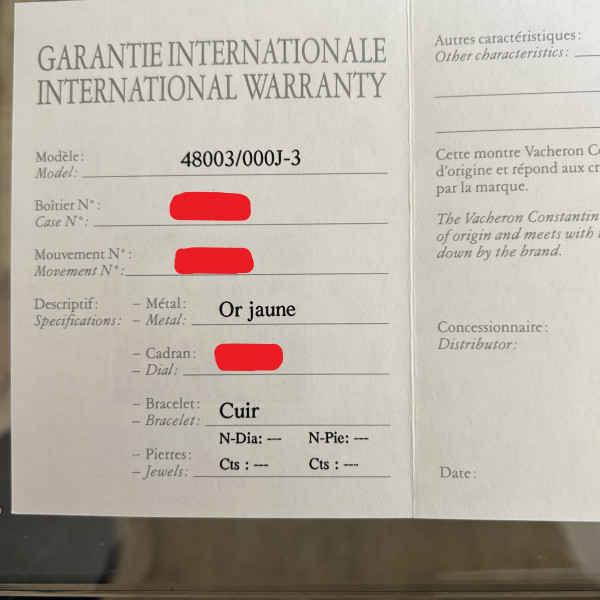 GARANTIE INTERNATIONALE
INTERNATIONAL WARRANTY
Modèle:
Model:
48003/000J-3
Boîtier N°:
Case N°:
Mouvement N°:
Movement N°:
Descriptif:
Specifications:
– Métal:
– Metal:
Or jaune
– Cadran:
– Dial:
– Bracelet:
– Bracelet:
Cuir
N-Dia: --- N-Pie: ---
– Pierres:
– Jewels:
Cts : --- Cts : ---
Autres caractéristiques:
Other characteristics:
Cette montre Vacheron
d'origine et répond aux
par la marque.
The Vacheron Constantin
of origin and meets with
down by the brand.
Concessionnaire:
Distributor:
Date: